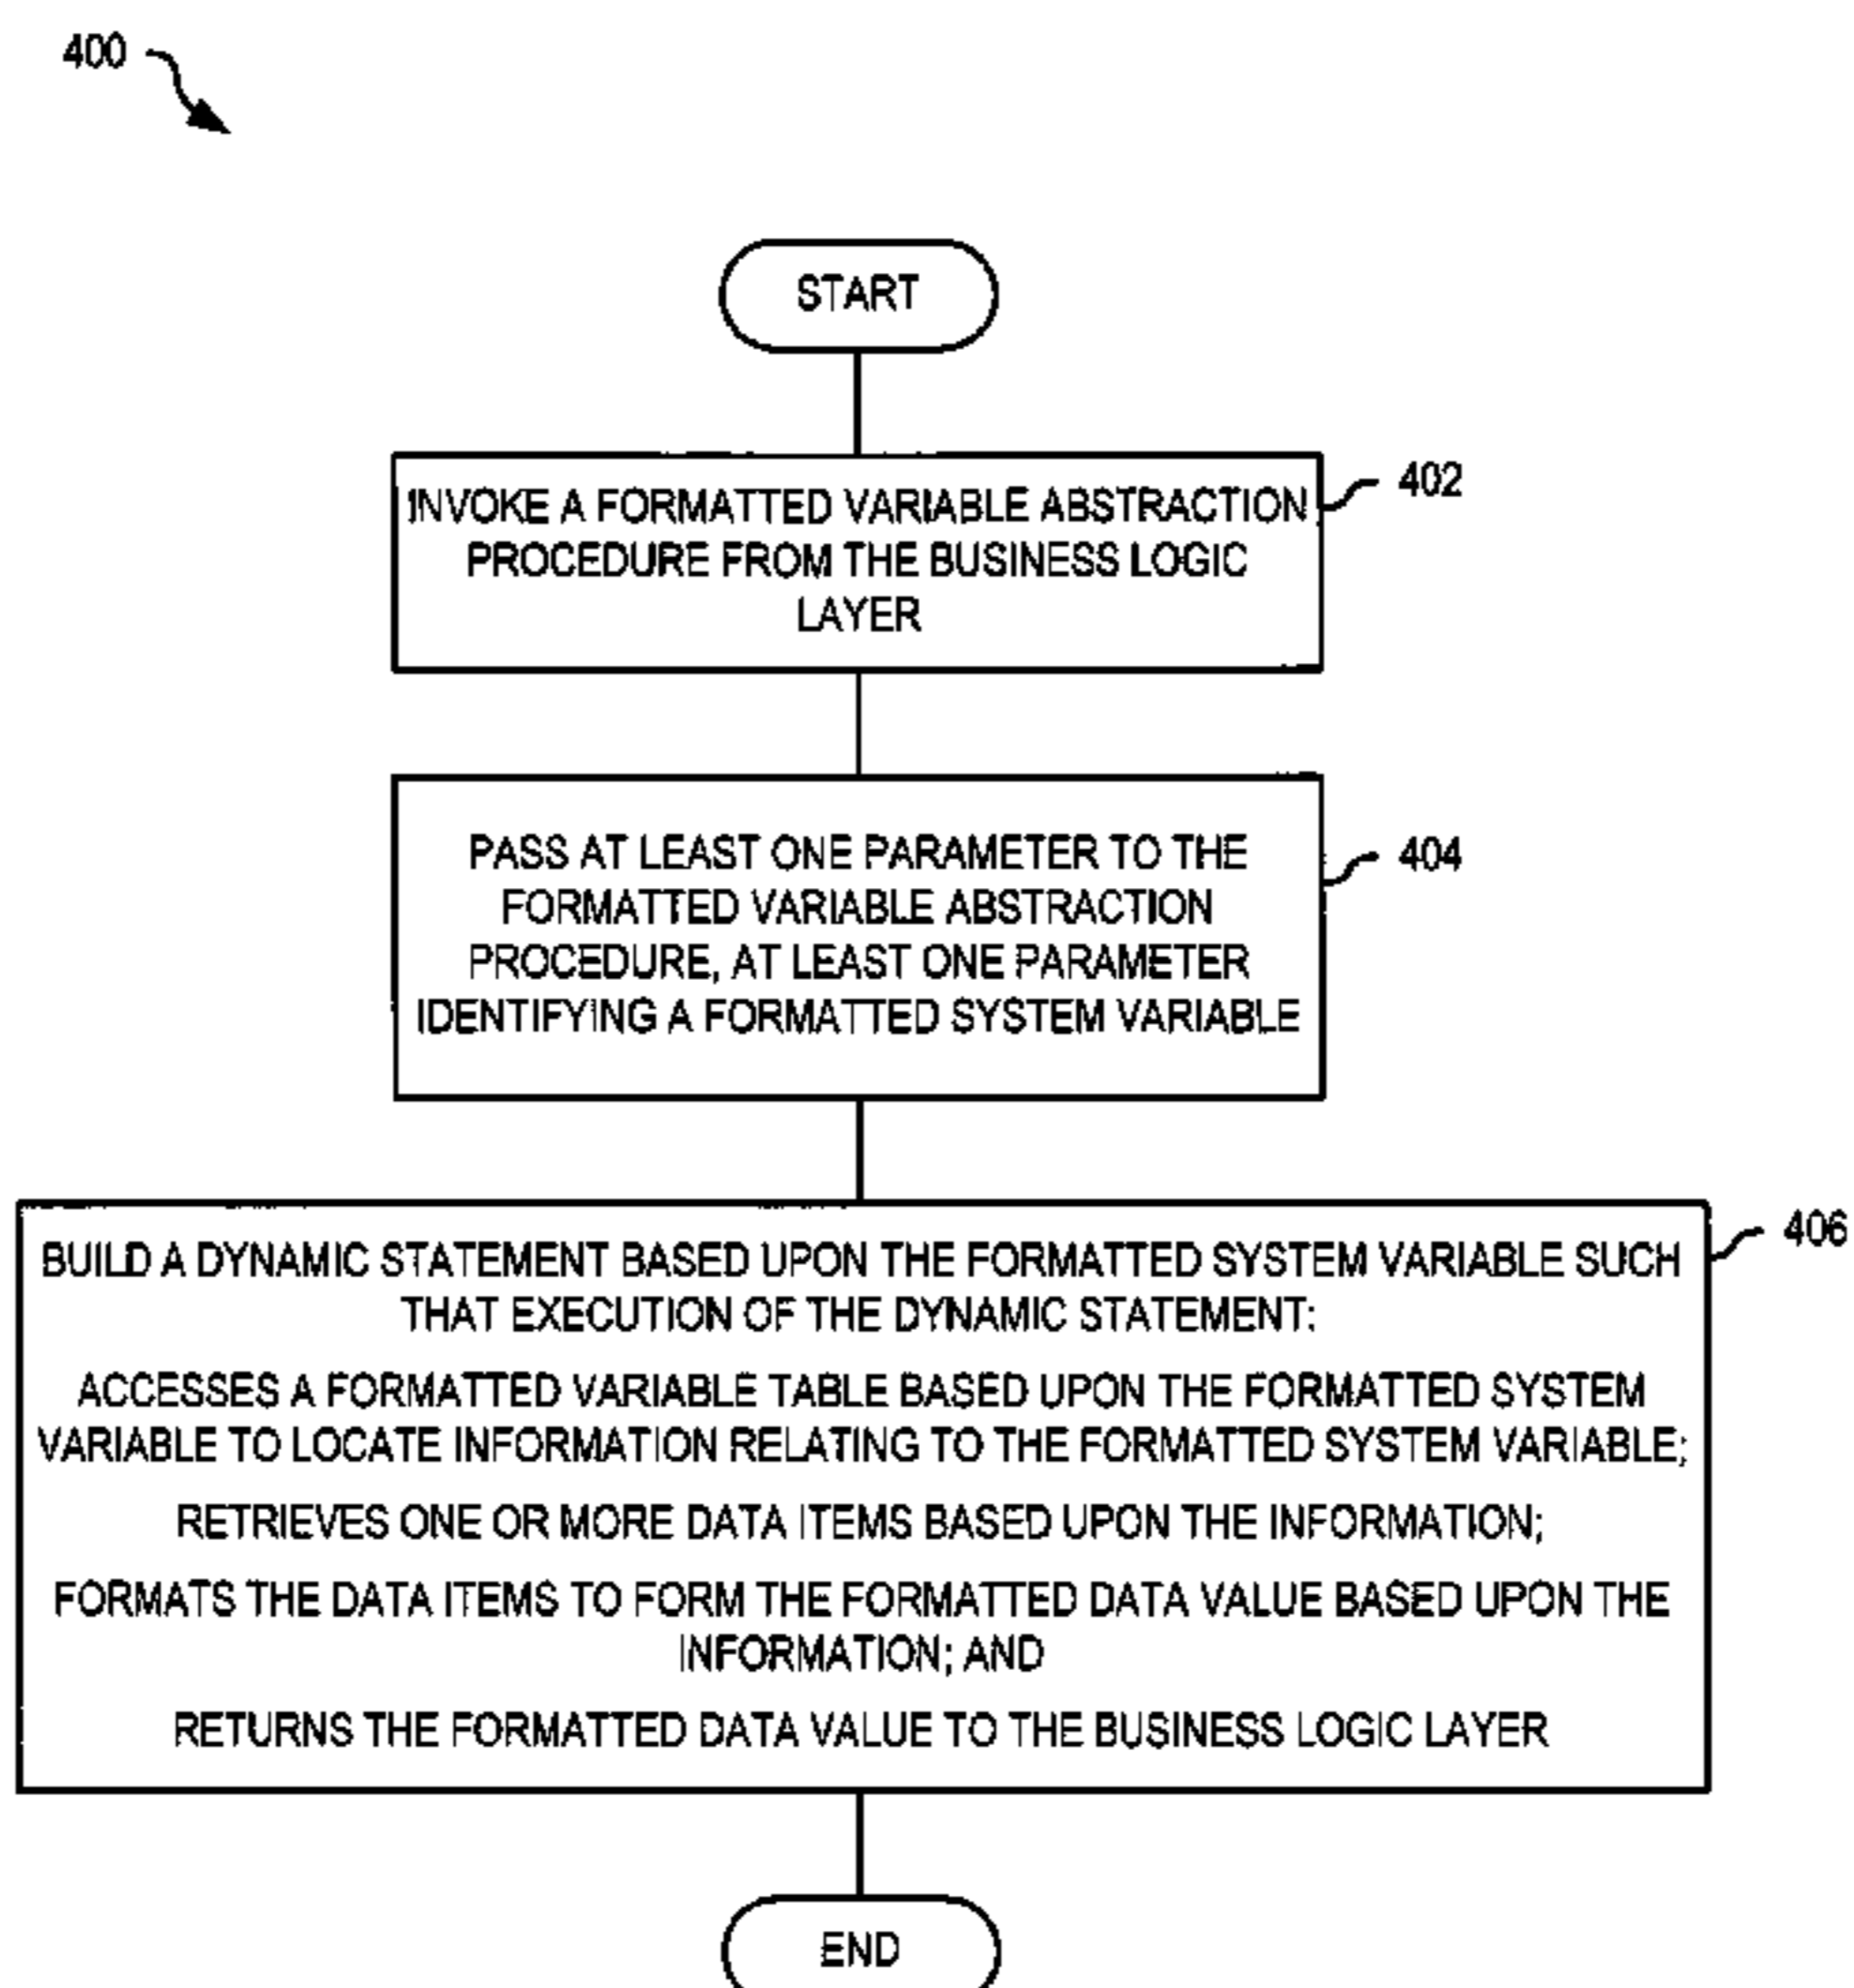 400
START
INVOKE A FORMATTED VARIABLE ABSTRACTION
PROCEDURE FROM THE BUSINESS LOGIC
LAYER
402
PASS AT LEAST ONE PARAMETER TO THE
FORMATTED VARIABLE ABSTRACTION
PROCEDURE, AT LEAST ONE PARAMETER
IDENTIFYING A FORMATTED SYSTEM VARIABLE
404
BUILD A DYNAMIC STATEMENT BASED UPON THE FORMATTED SYSTEM VARIABLE SUCH
THAT EXECUTION OF THE DYNAMIC STATEMENT:
ACCESSES A FORMATTED VARIABLE TABLE BASED UPON THE FORMATTED SYSTEM
VARIABLE TO LOCATE INFORMATION RELATING TO THE FORMATTED SYSTEM VARIABLE;
RETRIEVES ONE OR MORE DATA ITEMS BASED UPON THE INFORMATION;
FORMATS THE DATA ITEMS TO FORM THE FORMATTED DATA VALUE BASED UPON THE
INFORMATION; AND
RETURNS THE FORMATTED DATA VALUE TO THE BUSINESS LOGIC LAYER
406
END